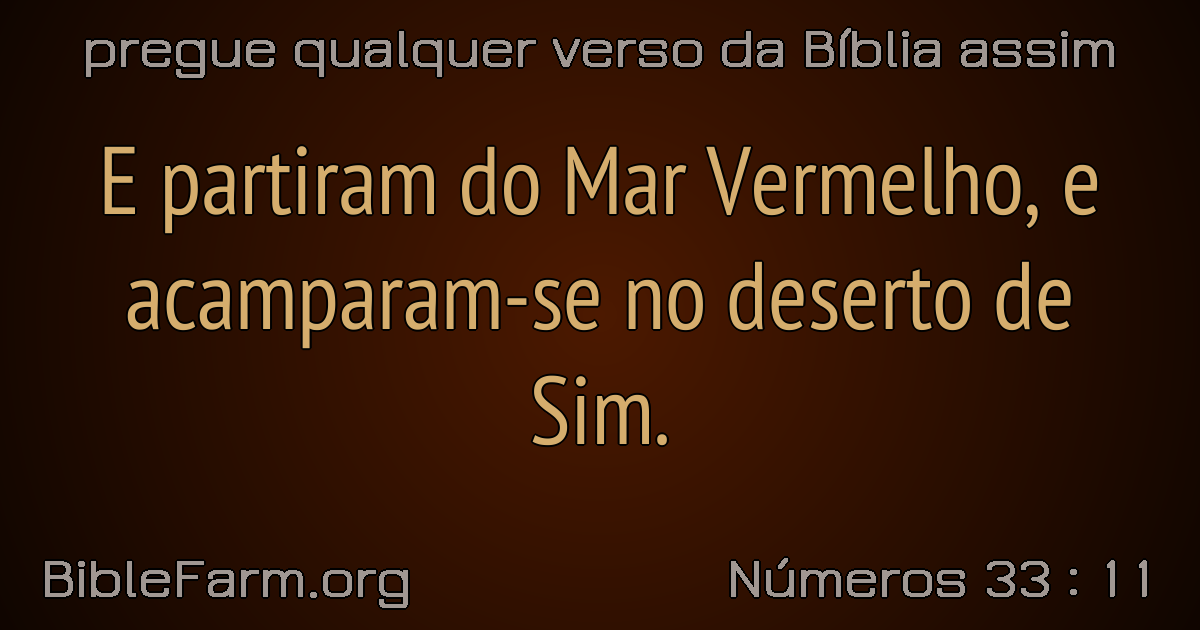 pregue qualquer verso da Bíblia assim
E partiram do Mar Vermelho, e
acamparam-se no deserto de
Sim.
BibleFarm.org
Números 33 : 11